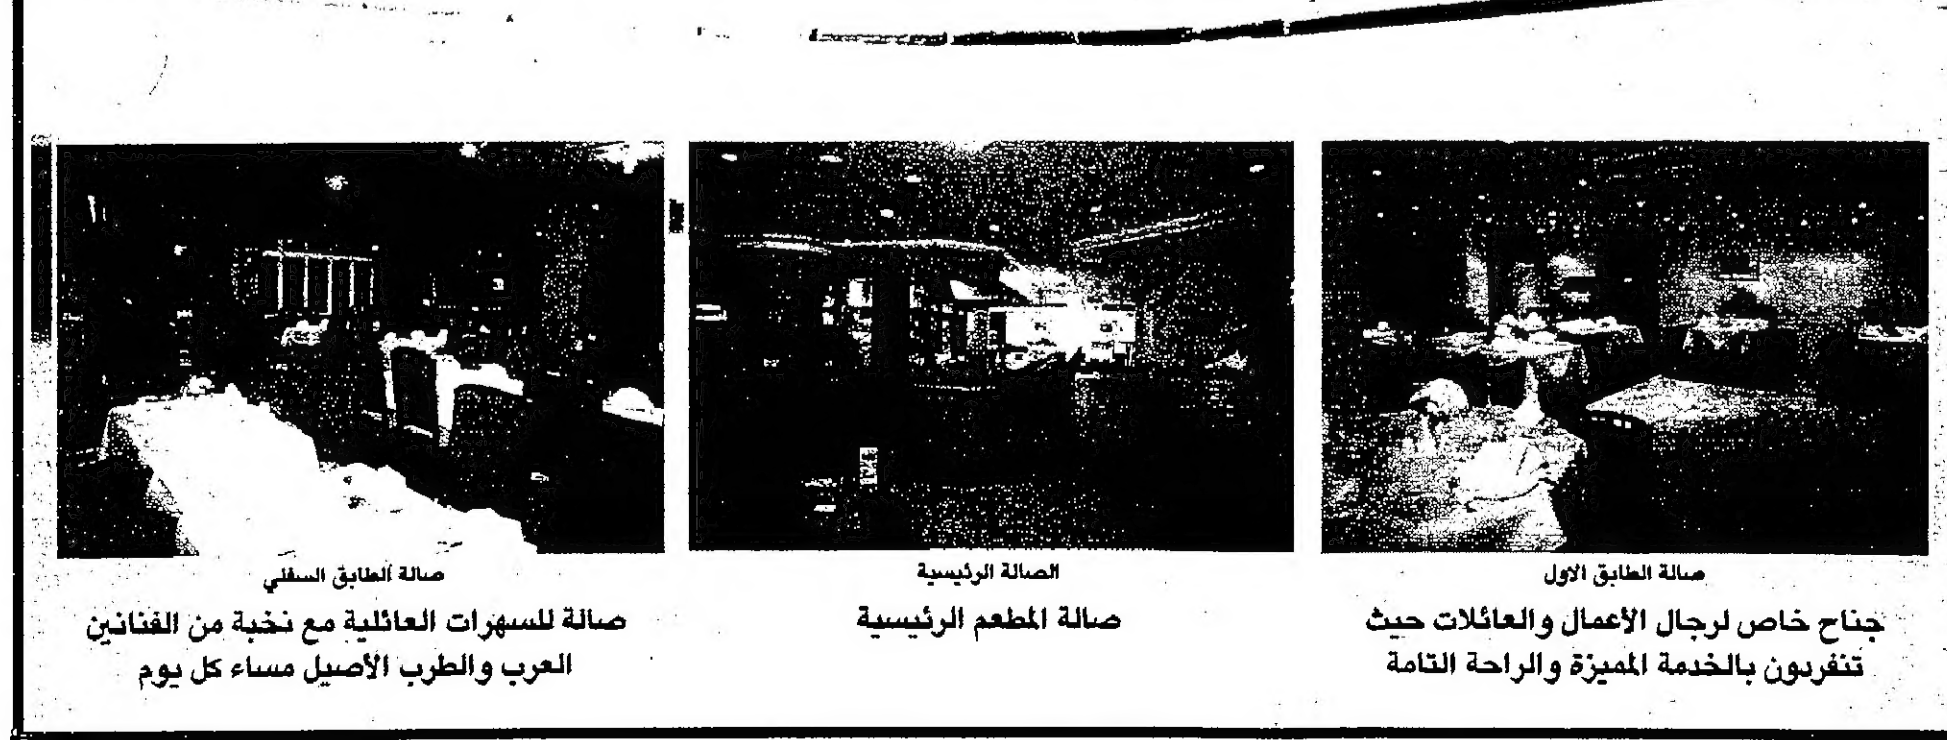 صالة الطابق الاول
جناح خاص لرجال الأعمال والعائلات حيث
تنفردون بالخدمة المميزة والراحة التامة
الصالة الرئيسية
صالة المطعم الرئيسية
صالة الطابق السفلي
صالة للسهرات العائلية مع نخبة من الفنانين
العرب والطرب الأصيل مساء كل يوم